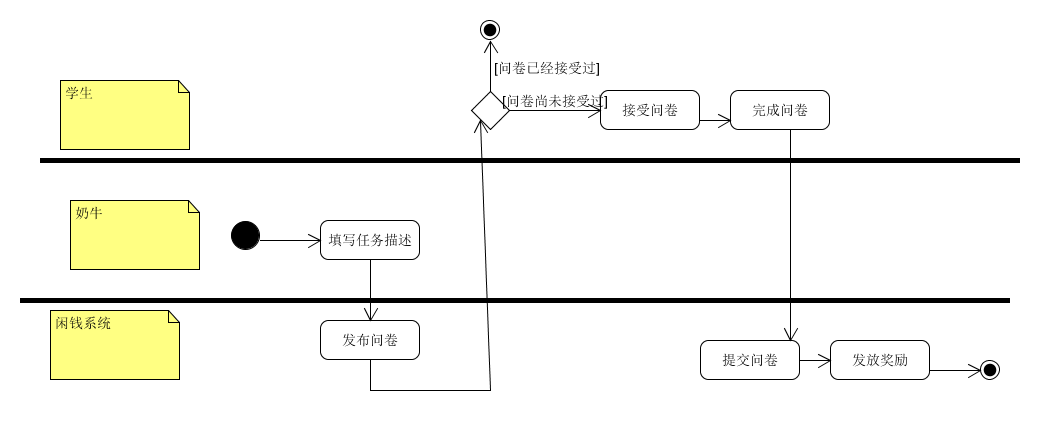 [问卷已经接受过]
学生
[问卷尚未接受过]
接受问卷
完成问卷
奶牛
填写任务描述
闲钱系统
发布问卷
提交问卷
发放奖励